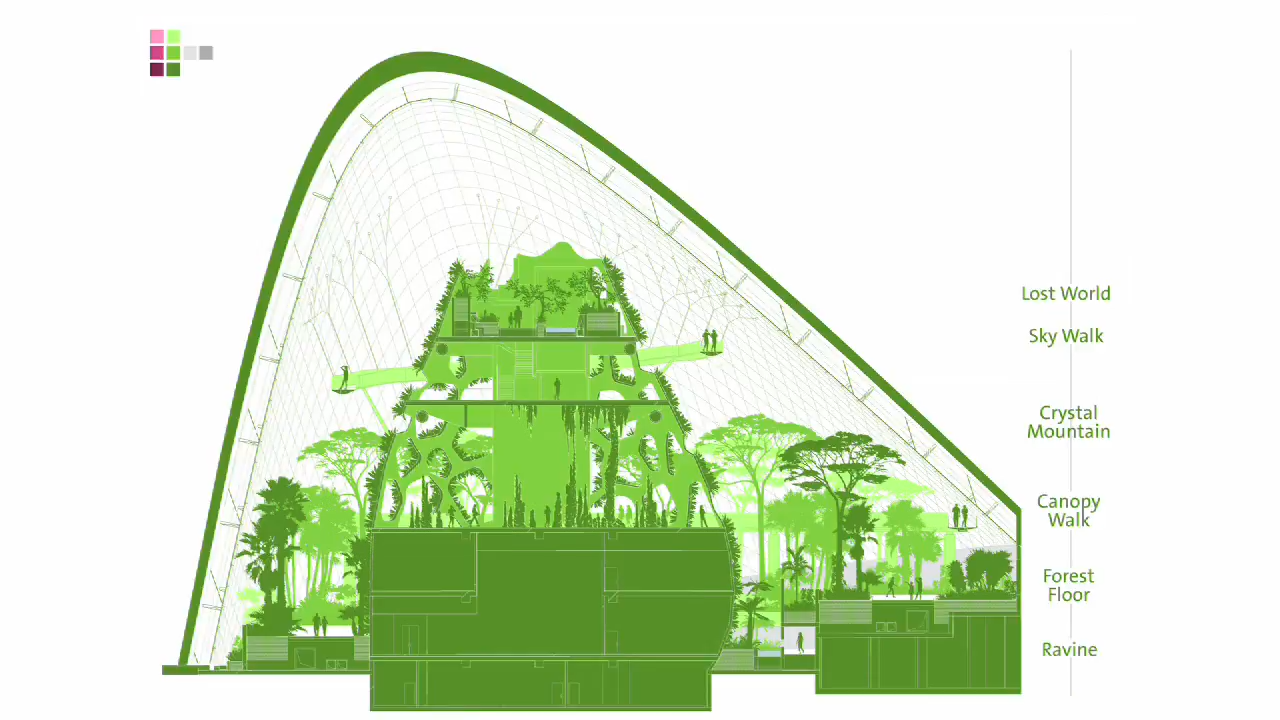 Lost World
Sky Walk
Crystal
Mountain
Canopy
Walk
Forest
Floor
Ravine